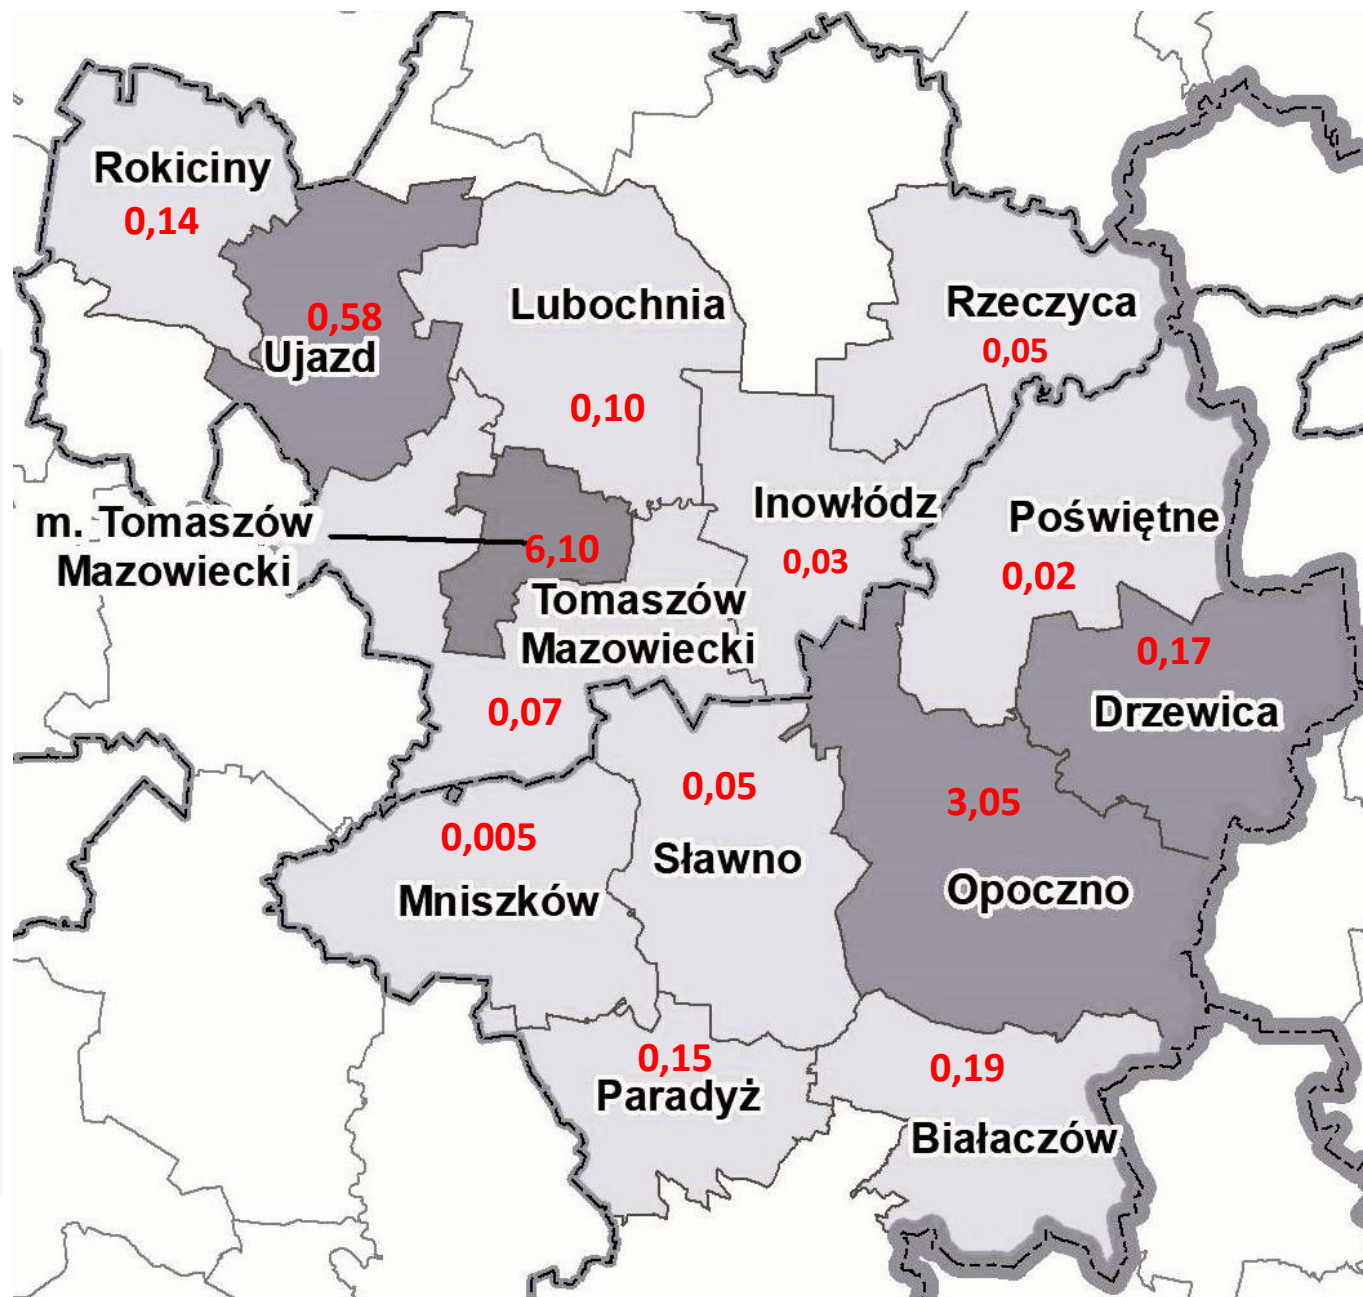 Rokiciny
0,14
0,58
Ujazd
Lubochnia
0,10
Rzeczyca
0,05
m. Tomaszów
Mazowiecki
6,10
Tomaszów
Mazowiecki
0,07
Inowłódz
0,03
Poświętne
0,02
0,17
Drzewica
0,05
Sławno
3,05
Opoczno
0,005
Mniszków
0,15
Paradyż
0,19
Białaczów